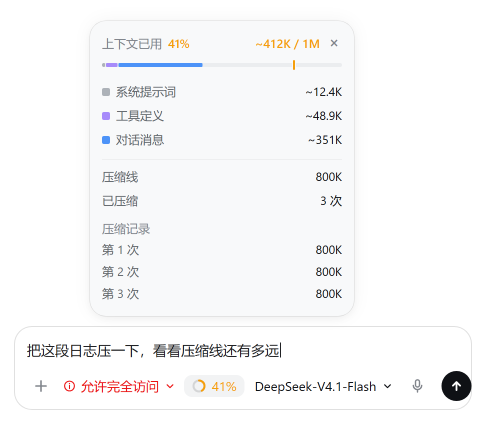 上下文已用 41% ~412K / 1M ×
系统提示词 ~12.4K
工具定义 ~48.9K
对话消息 ~351K
压缩线 800K
已压缩 3 次
压缩记录
第 1 次 800K
第 2 次 800K
第 3 次 800K
把这段日志压一下，看看压缩线还有多远
允许完全访问 41% DeepSeek-V4.1-Flash